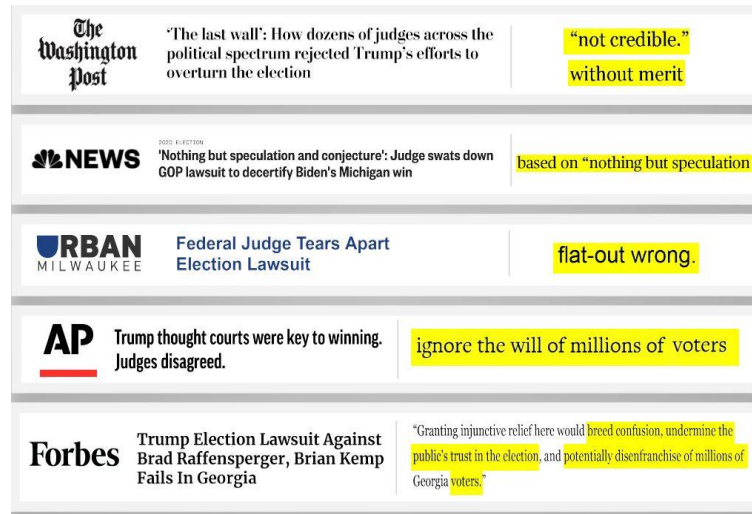 The
Washington
Post
‘The last wall’: How dozens of judges across the
political spectrum rejected Trump’s efforts to
overturn the election
“not credible.”
without merit
NEWS
2020 ELECTION
'Nothing but speculation and conjecture': Judge swats down
GOP lawsuit to decertify Biden's Michigan win
based on “nothing but speculation
URBAN
MILWAUKEE
Federal Judge Tears Apart
Election Lawsuit
flat-out wrong.
AP
Trump thought courts were key to winning.
Judges disagreed.
ignore the will of millions of voters
Forbes
Trump Election Lawsuit Against
Brad Raffensperger, Brian Kemp
Fails In Georgia
“Granting injunctive relief here would breed confusion, undermine the
public’s trust in the election, and potentially disenfranchise of millions of
Georgia voters.”